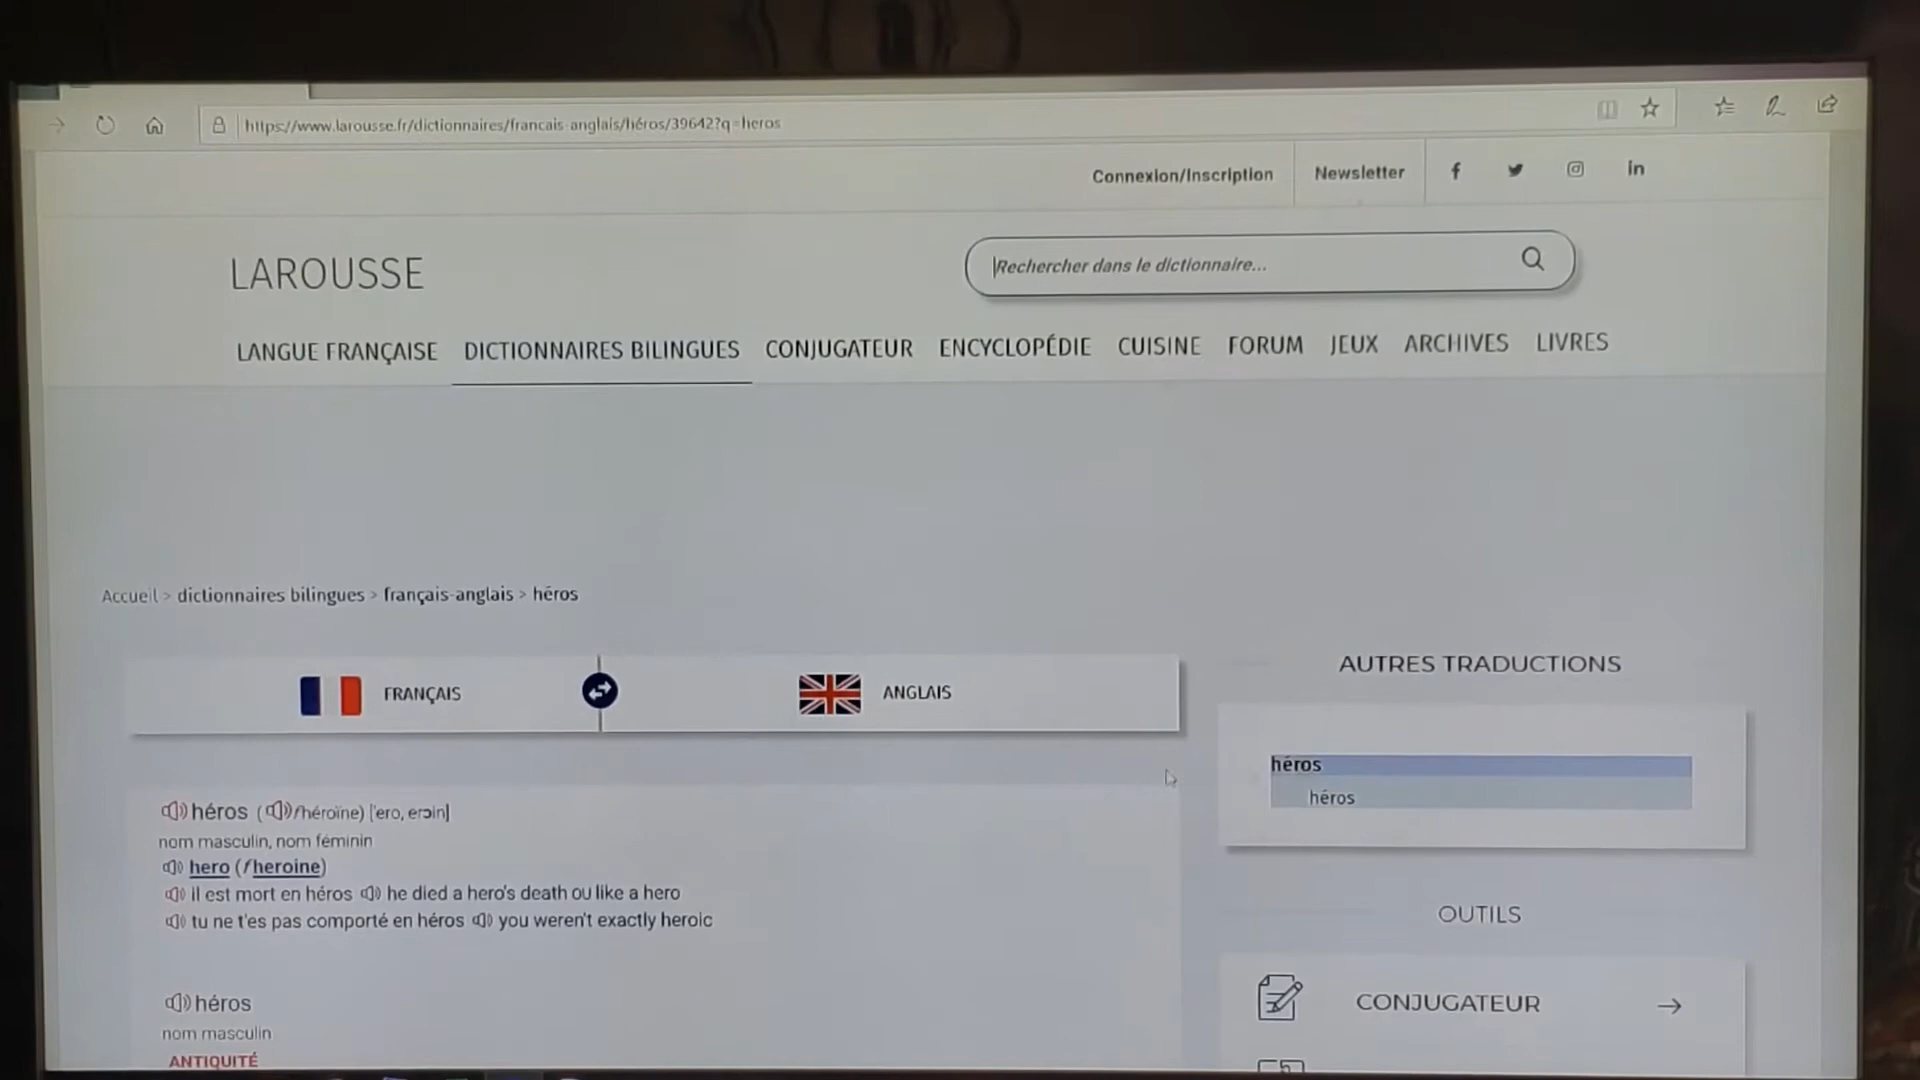 https://www.larousse.fr/dictionnaires/francais-anglais/héros/39642?q=heros
Connexion/Inscription Newsletter
LAROUSSE
Rechercher dans le dictionnaire...
LANGUE FRANÇAISE DICTIONNAIRES BILINGUES CONJUGATEUR ENCYCLOPÉDIE CUISINE FORUM JEUX ARCHIVES LIVRES
Accueil > dictionnaires bilingues > français-anglais > héros
FRANÇAIS ANGLAIS
héros (f héroïne) ['ero, erɔin]
nom masculin, nom féminin
hero (f heroine)
il est mort en héros he died a hero's death ou like a hero
tu ne t'es pas comporté en héros you weren't exactly heroic
héros
nom masculin
ANTIQUITÉ
AUTRES TRADUCTIONS
héros
héros
OUTILS
CONJUGATEUR